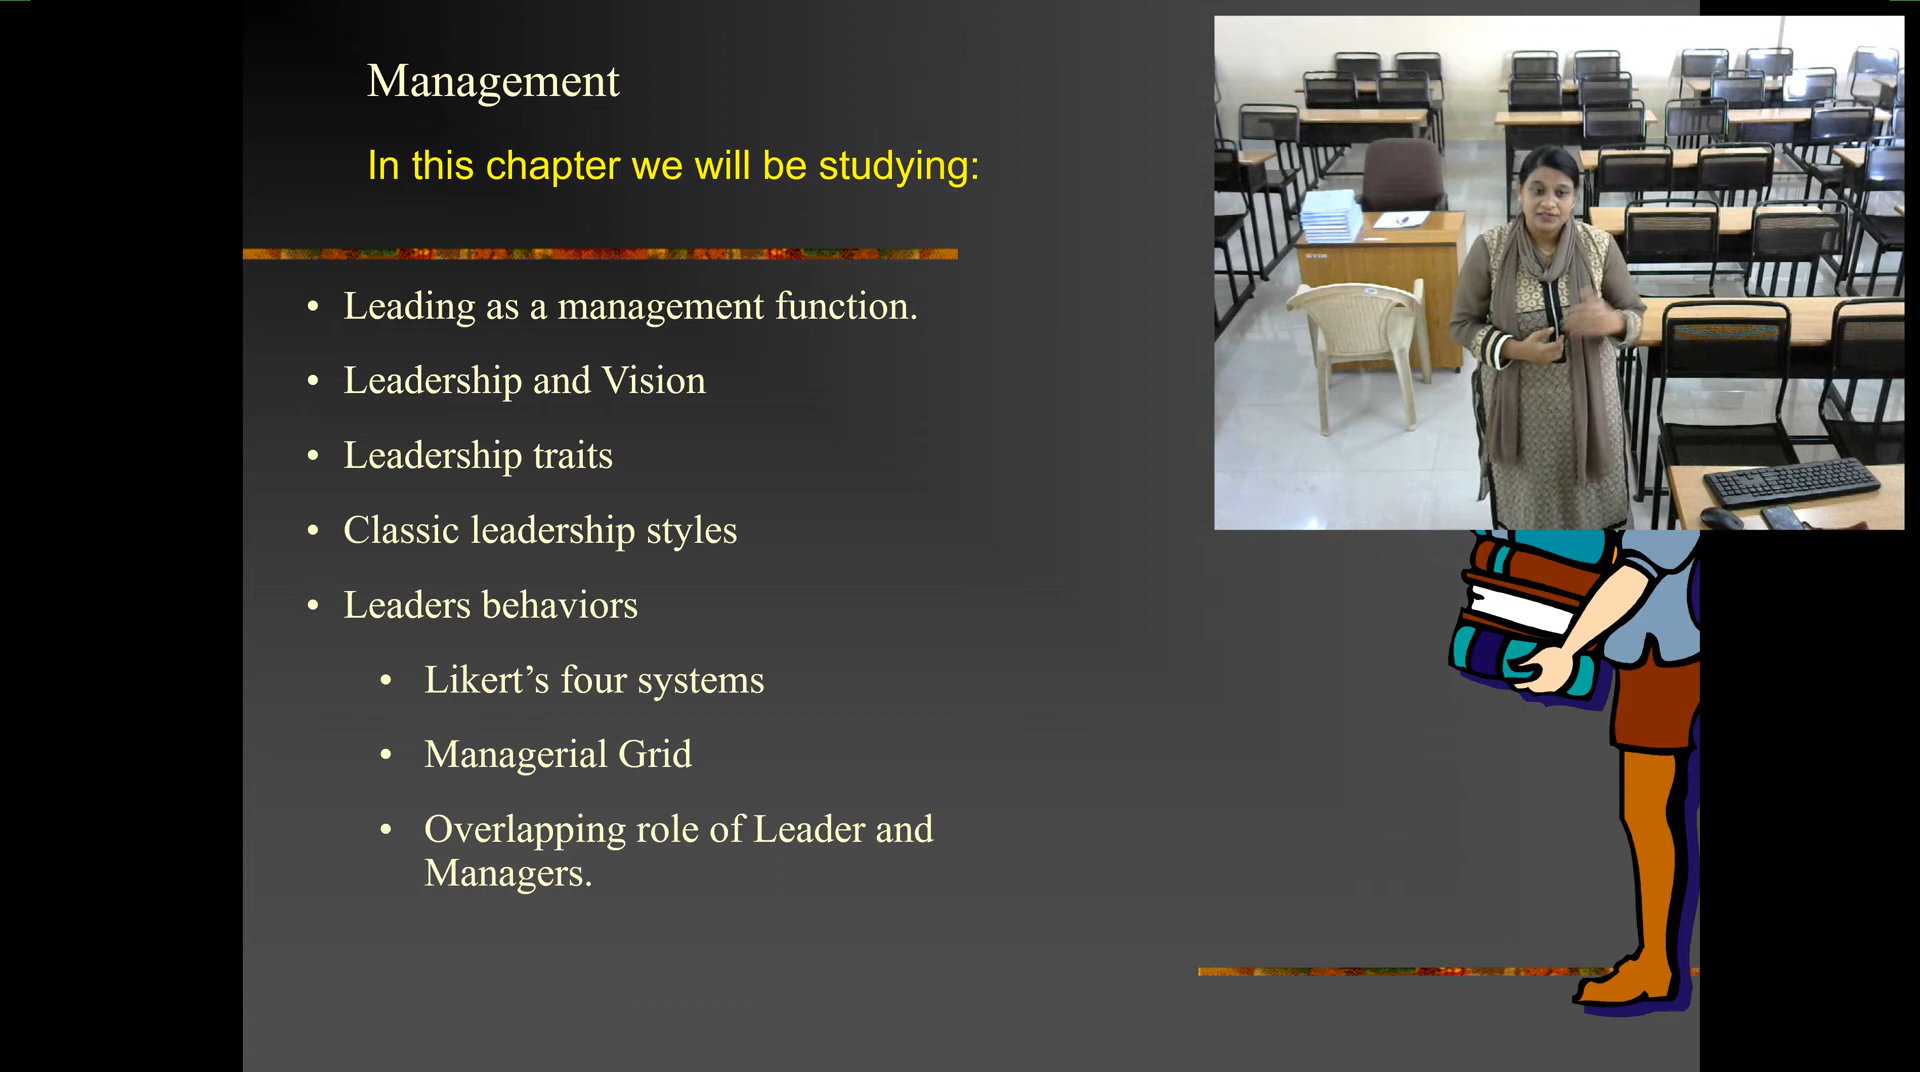 Management
In this chapter we will be studying:
• Leading as a management function.
• Leadership and Vision
• Leadership traits
• Classic leadership styles
• Leaders behaviors
• Likert’s four systems
• Managerial Grid
• Overlapping role of Leader and
Managers.